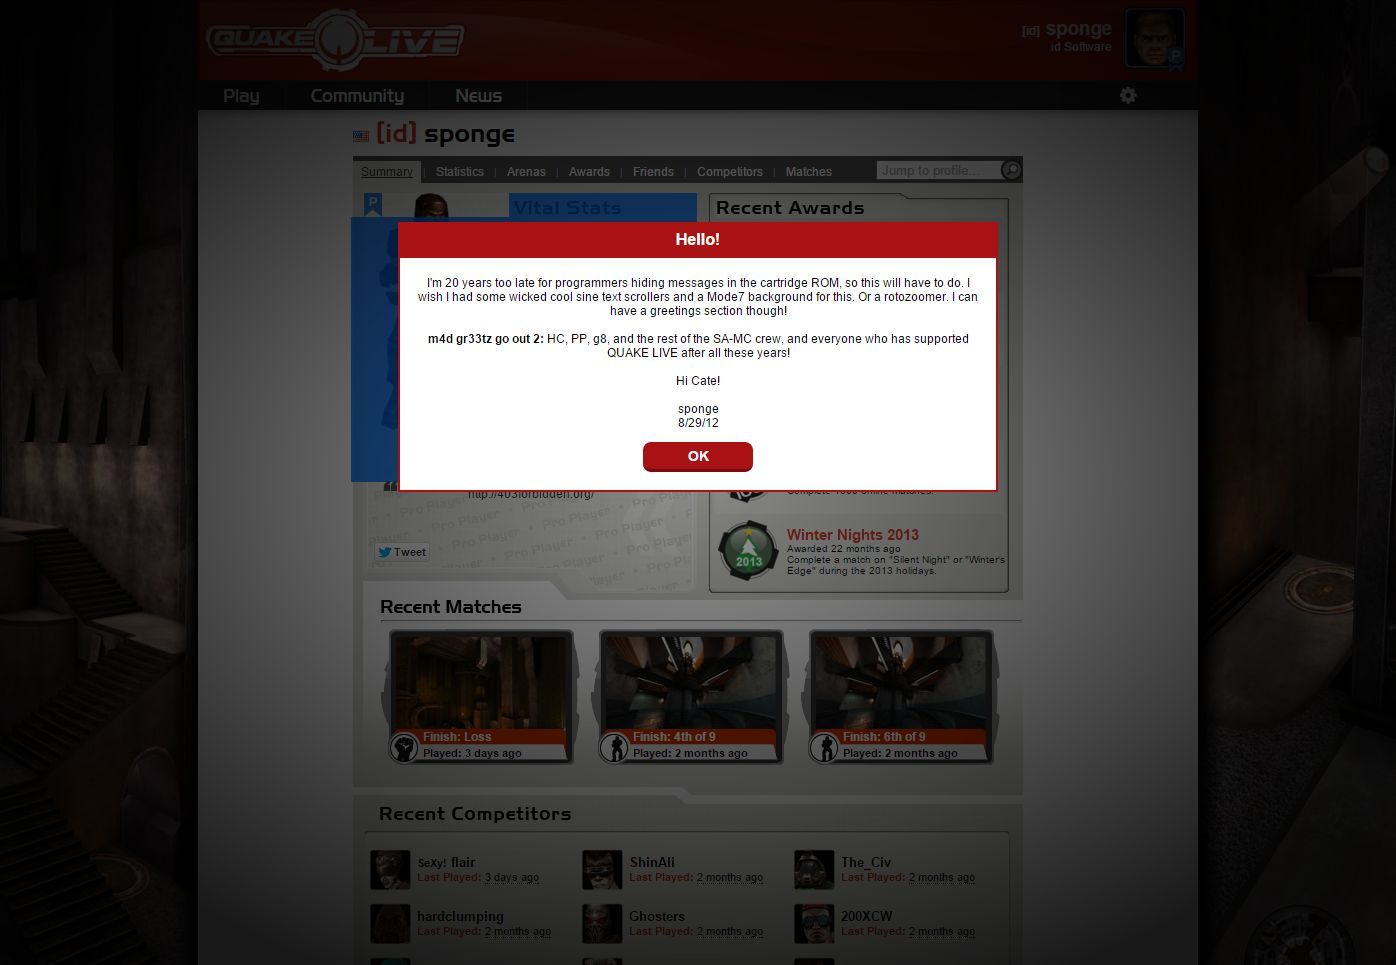 QUAKE LIVE
[id] sponge
id Software
P
Play Community News
[id] sponge
Summary Statistics Arenas Awards Friends Competitors Matches Jump to profile...
P
Vital Stats
Recent Awards
Hello!
I'm 20 years too late for programmers hiding messages in the cartridge ROM, so this will have to do. I
wish I had some wicked cool sine text scrollers and a Mode7 background for this. Or a rotozoomer. I can
have a greetings section though!
m4d gr33tz go out 2: HC, PP, g8, and the rest of the SA-MC crew, and everyone who has supported
QUAKE LIVE after all these years!
Hi Cate!
sponge
8/29/12
OK
http://403forbidden.org/
Complete 1000 online matches.
Pro Player
Tweet
2013
Winter Nights 2013
Awarded 22 months ago
Complete a match on "Silent Night" or "Winter's
Edge" during the 2013 holidays.
Recent Matches
Finish: Loss
Played: 3 days ago
Finish: 4th of 9
Played: 2 months ago
Finish: 6th of 9
Played: 2 months ago
Recent Competitors
SeXy! flair
Last Played: 3 days ago
ShinAli
Last Played: 2 months ago
The_Civ
Last Played: 2 months ago
hardclumping
Last Played: 2 months ago
Ghosters
Last Played: 2 months ago
200XCW
Last Played: 2 months ago